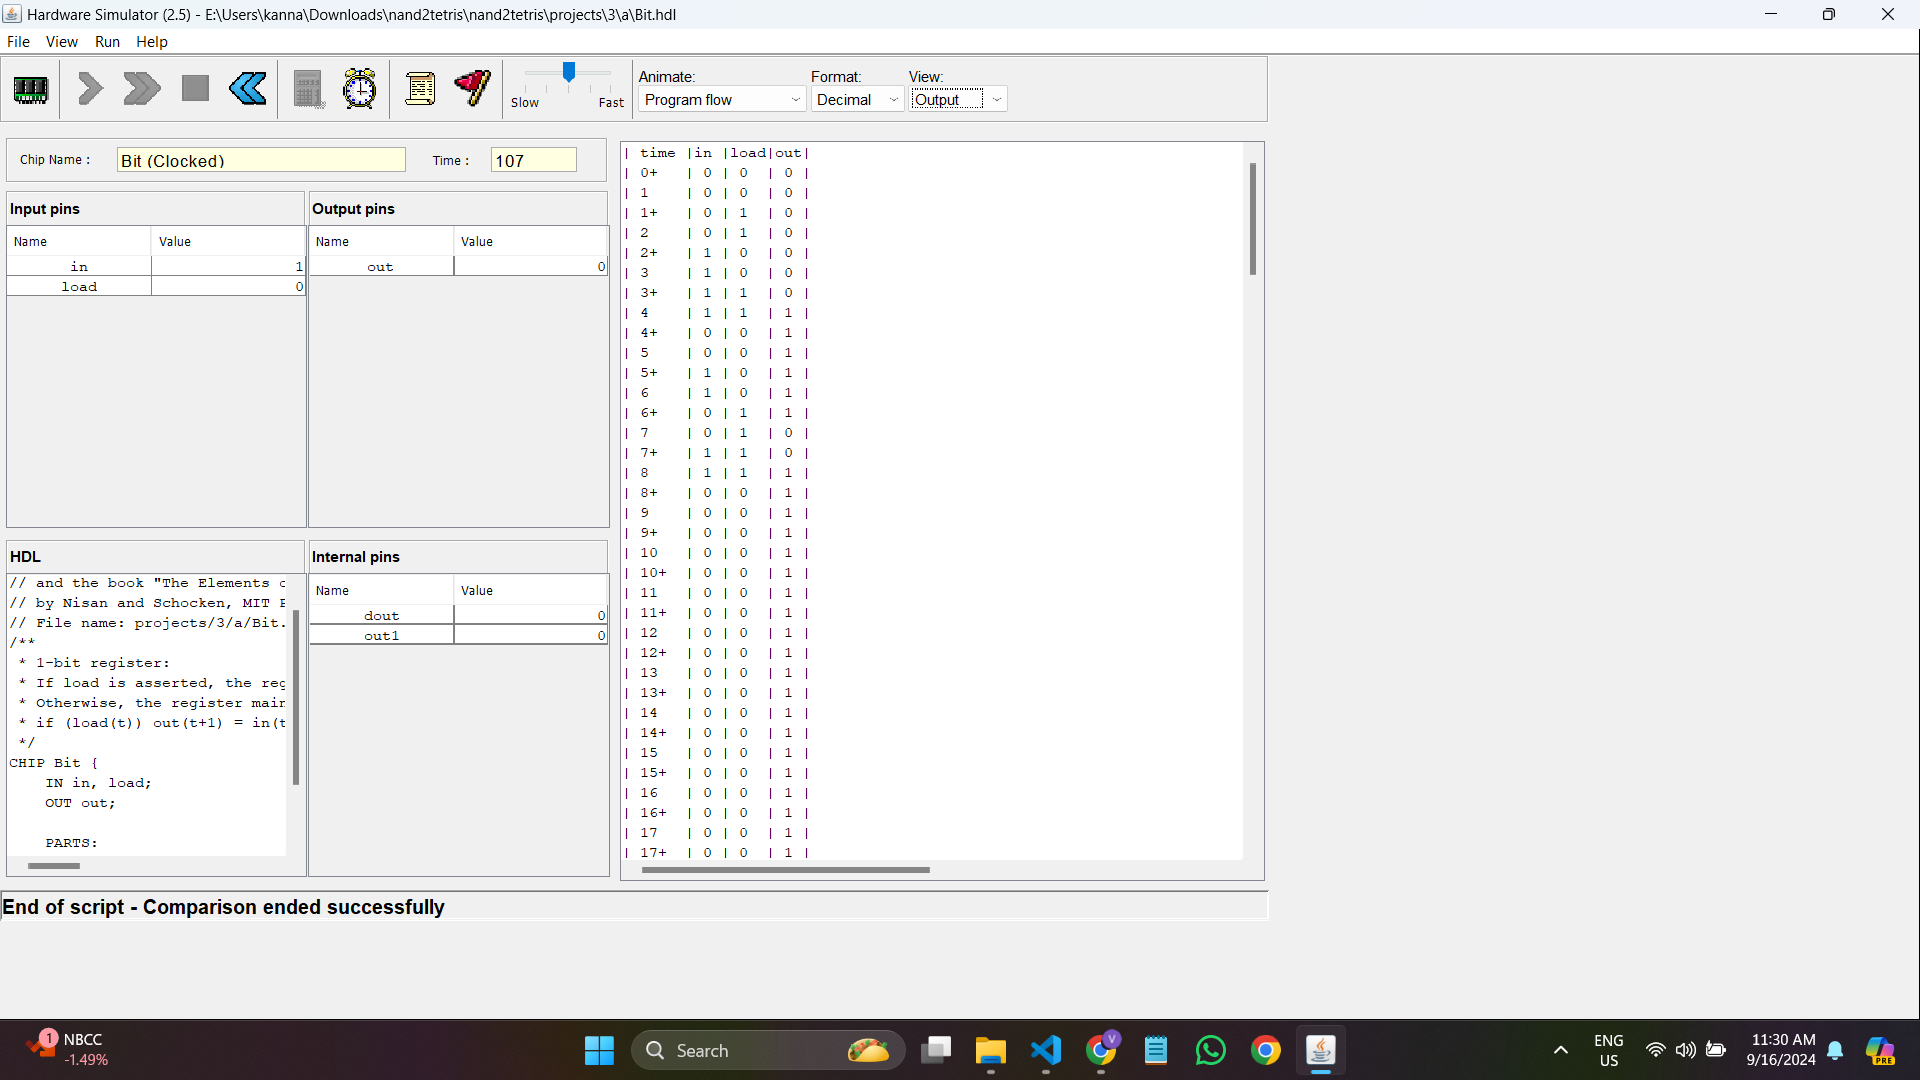 Hardware Simulator (2.5) - E:\Users\kanna\Downloads\nand2tetris\nand2tetris\projects\3\a\Bit.hdl
File View Run Help
Slow Fast
Animate: Format: View:
Program flow Decimal Output
Chip Name : Bit (Clocked) Time : 107
Input pins
Name Value
in 1
load 0
Output pins
Name Value
out 0
HDL
// and the book "The Elements
// by Nisan and Schocken, MIT
// File name: projects/3/a/Bit.
/**
* 1-bit register:
* If load is asserted, the
* Otherwise, the register
* if (load(t)) out(t+1) =
*/
CHIP Bit {
IN in, load;
OUT out;
PARTS:
Internal pins
Name Value
dout 0
out1 0
| time |in |load|out|
| 0+ | 0 | 0 | 0 |
| 1 | 0 | 0 | 0 |
| 1+ | 0 | 1 | 0 |
| 2 | 0 | 1 | 0 |
| 2+ | 1 | 0 | 0 |
| 3 | 1 | 0 | 0 |
| 3+ | 1 | 1 | 0 |
| 4 | 1 | 1 | 1 |
| 4+ | 0 | 0 | 1 |
| 5 | 0 | 0 | 1 |
| 5+ | 1 | 0 | 1 |
| 6 | 1 | 0 | 1 |
| 6+ | 0 | 1 | 1 |
| 7 | 0 | 1 | 0 |
| 7+ | 1 | 1 | 0 |
| 8 | 1 | 1 | 1 |
| 8+ | 0 | 0 | 1 |
| 9 | 0 | 0 | 1 |
| 9+ | 0 | 0 | 1 |
| 10 | 0 | 0 | 1 |
| 10+ | 0 | 0 | 1 |
| 11 | 0 | 0 | 1 |
| 11+ | 0 | 0 | 1 |
| 12 | 0 | 0 | 1 |
| 12+ | 0 | 0 | 1 |
| 13 | 0 | 0 | 1 |
| 13+ | 0 | 0 | 1 |
| 14 | 0 | 0 | 1 |
| 14+ | 0 | 0 | 1 |
| 15 | 0 | 0 | 1 |
| 15+ | 0 | 0 | 1 |
| 16 | 0 | 0 | 1 |
| 16+ | 0 | 0 | 1 |
| 17 | 0 | 0 | 1 |
| 17+ | 0 | 0 | 1 |
End of script - Comparison ended successfully
1
NBCC
-1.49%
Search
V
ENG
US
11:30 AM
9/16/2024
PRE